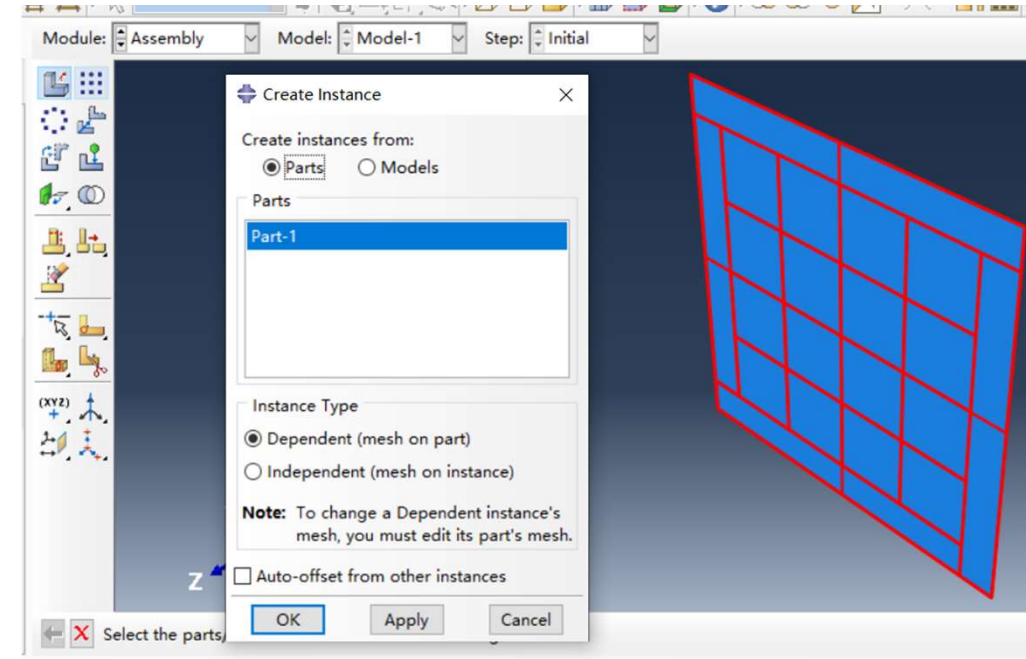 Module: Assembly Model: Model-1 Step: Initial
Create Instance
Create instances from:
Parts Models
Parts
Part-1
Instance Type
Dependent (mesh on part)
Independent (mesh on instance)
Note: To change a Dependent instance's
mesh, you must edit its part's mesh.
Auto-offset from other instances
OK Apply Cancel
(XYZ)
Z
Select the parts/